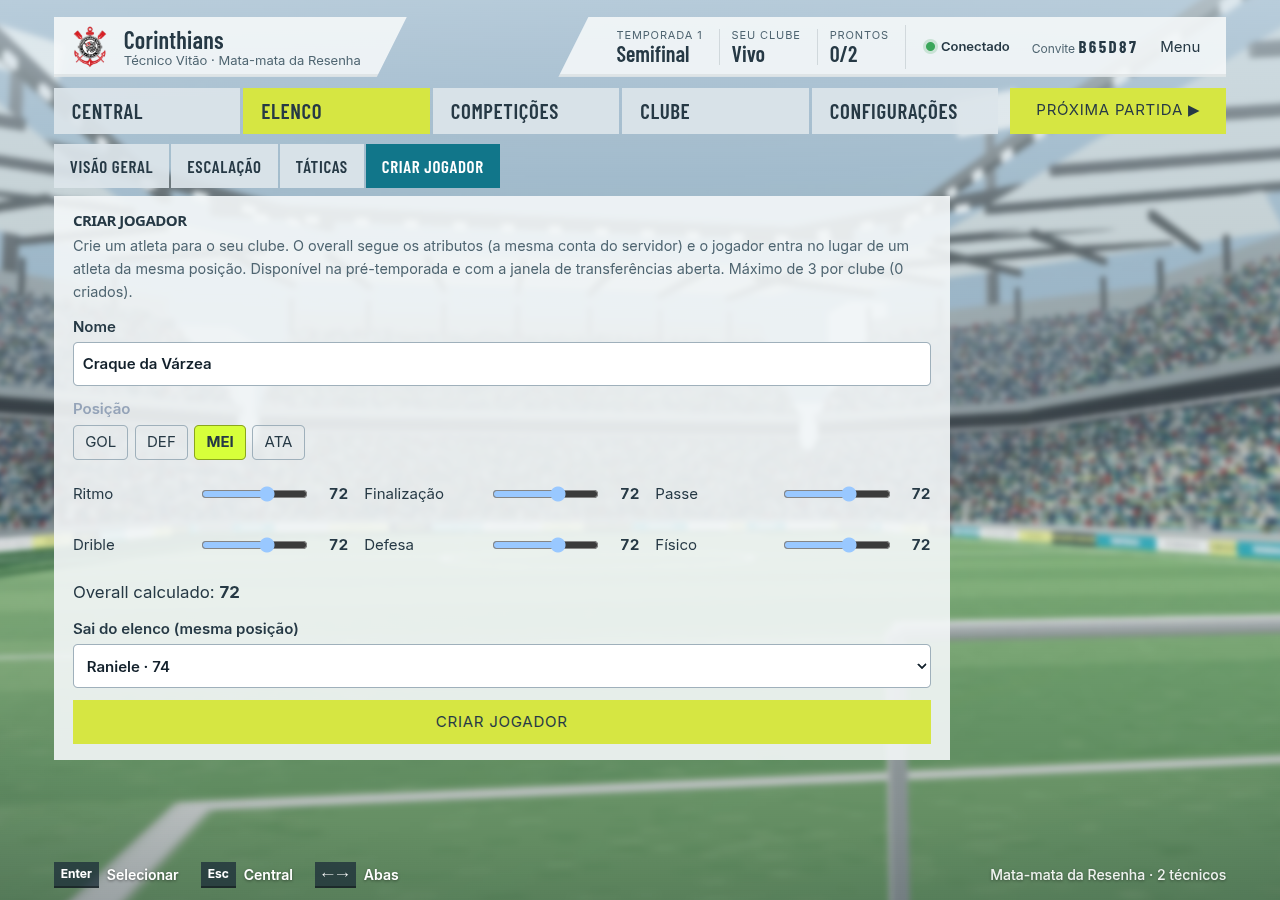 Corinthians
Técnico Vitão · Mata-mata da Resenha
TEMPORADA 1
Semifinal
SEU CLUBE
Vivo
PRONTOS
0/2
Conectado
Convite B65D87
Menu
CENTRAL
ELENCO
COMPETIÇÕES
CLUBE
CONFIGURAÇÕES
PRÓXIMA PARTIDA ▶
VISÃO GERAL
ESCALAÇÃO
TÁTICAS
CRIAR JOGADOR
CRIAR JOGADOR
Crie um atleta para o seu clube. O overall segue os atributos (a mesma conta do servidor) e o jogador entra no lugar de um
atleta da mesma posição. Disponível na pré-temporada e com a janela de transferências aberta. Máximo de 3 por clube (0
criados).
Nome
Craque da Várzea
Posição
GOL
DEF
MEI
ATA
Ritmo 72 Finalização 72 Passe 72
Drible 72 Defesa 72 Físico 72
Overall calculado: 72
Sai do elenco (mesma posição)
Raniele · 74
CRIAR JOGADOR
Enter Selecionar
Esc Central
←→ Abas
Mata-mata da Resenha · 2 técnicos